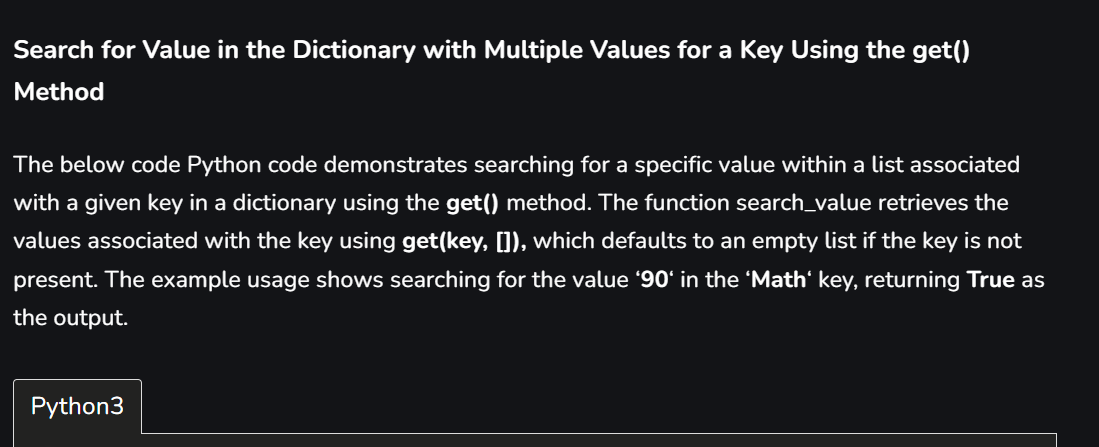 Search for Value in the Dictionary with Multiple Values for a Key Using the get()
Method
The below code Python code demonstrates searching for a specific value within a list associated
with a given key in a dictionary using the get() method. The function search_value retrieves the
values associated with the key using get(key, []), which defaults to an empty list if the key is not
present. The example usage shows searching for the value ‘90‘ in the ‘Math‘ key, returning True as
the output.
Python3